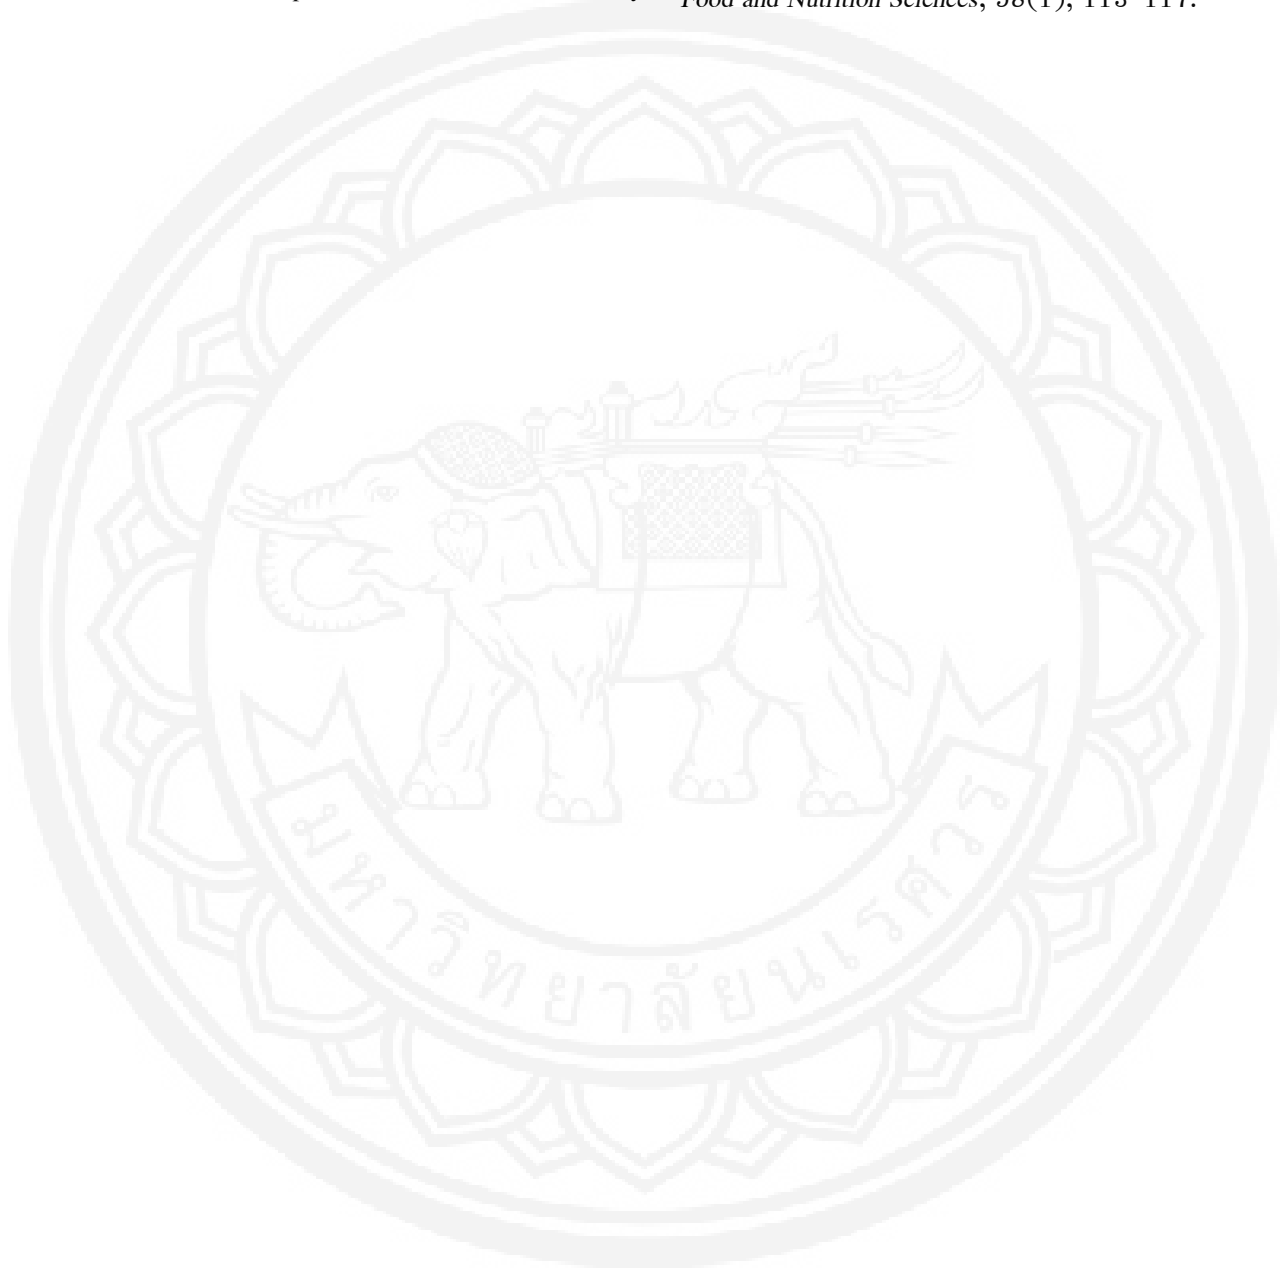 Food and Nutrition Sciences, 58(1), 113–117.
มหาวิทยาลัยนเรศวร